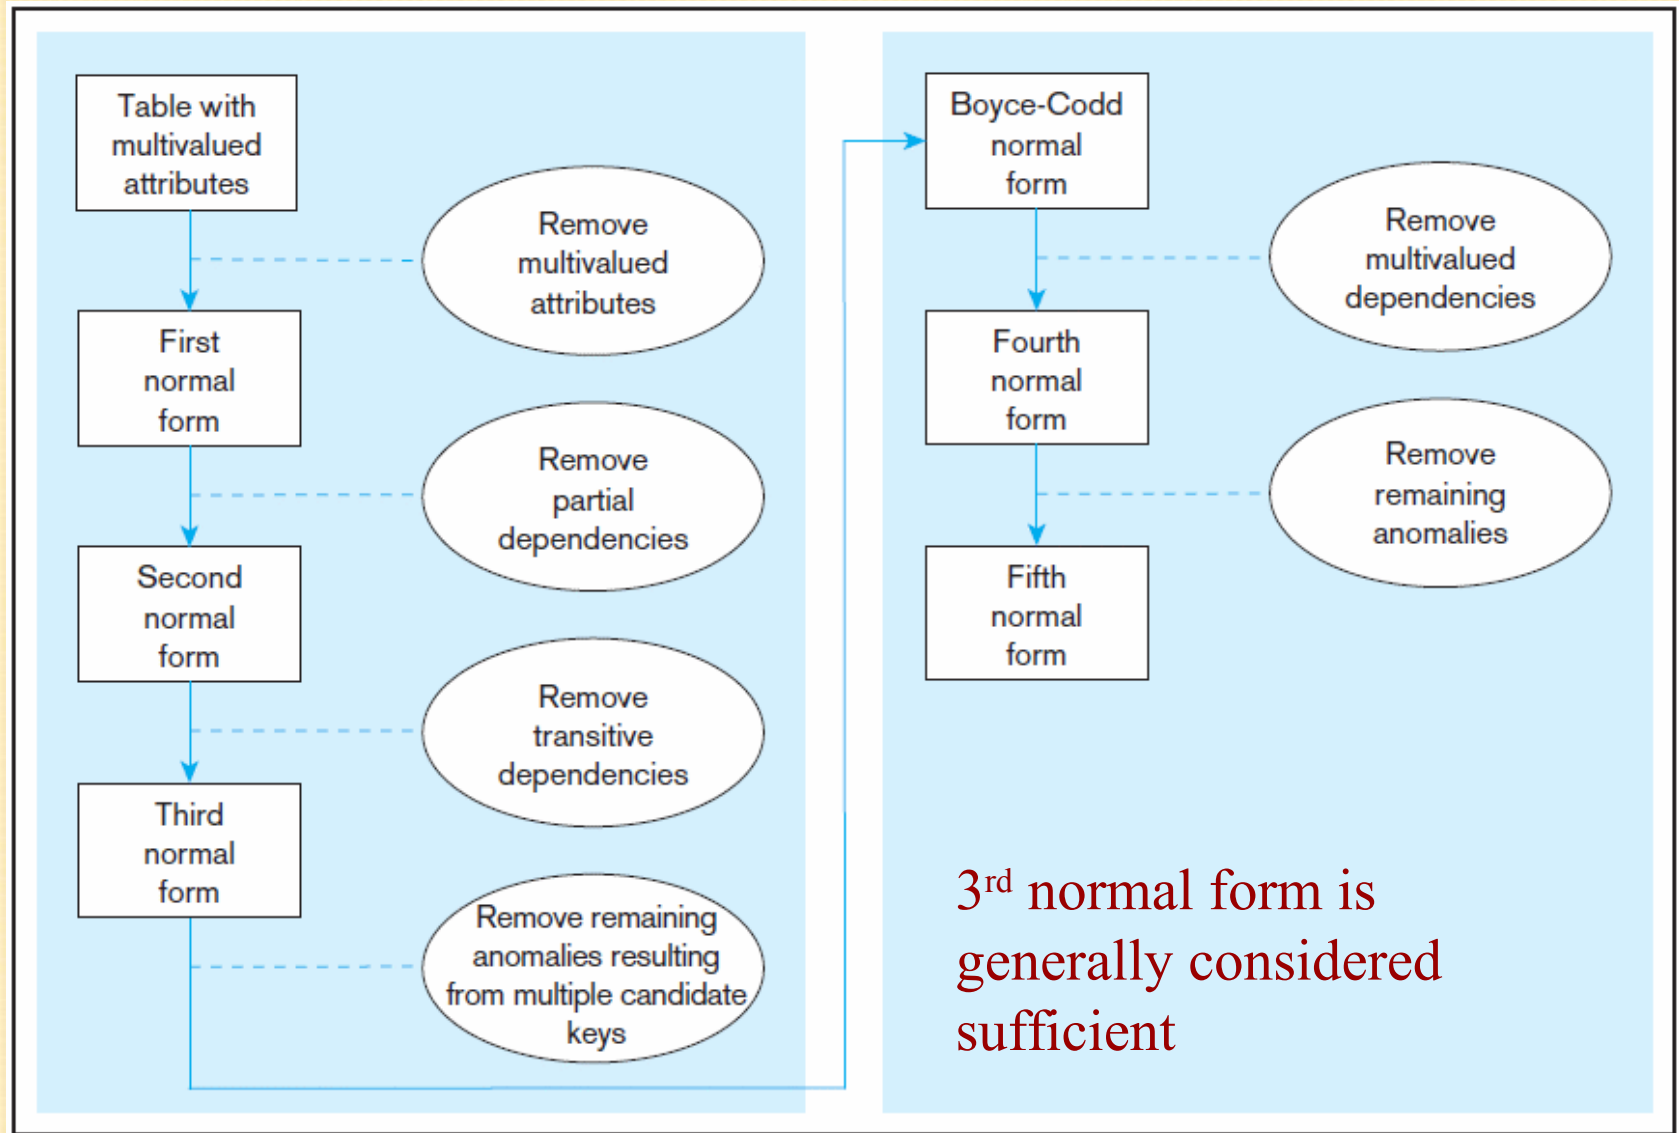 Table with
multivalued
attributes
Remove
multivalued
attributes
First
normal
form
Remove
partial
dependencies
Second
normal
form
Remove
transitive
dependencies
Third
normal
form
Remove remaining
anomalies resulting
from multiple candidate
keys
Boyce-Codd
normal
form
Remove
multivalued
dependencies
Fourth
normal
form
Remove
remaining
anomalies
Fifth
normal
form
3rd normal form is
generally considered
sufficient